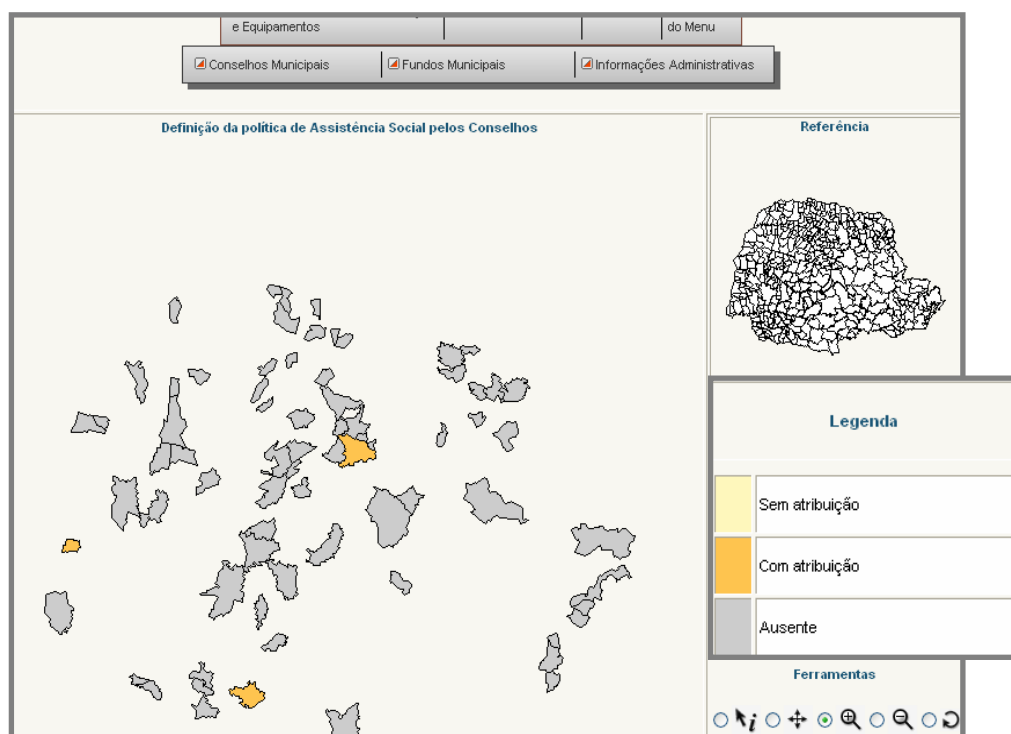 e Equipamentos
do Menu
Conselhos Municipais
Fundos Municipais
Informações Administrativas
Definição da política de Assistência Social pelos Conselhos
Referência
Legenda
Sem atribuição
Com atribuição
Ausente
Ferramentas